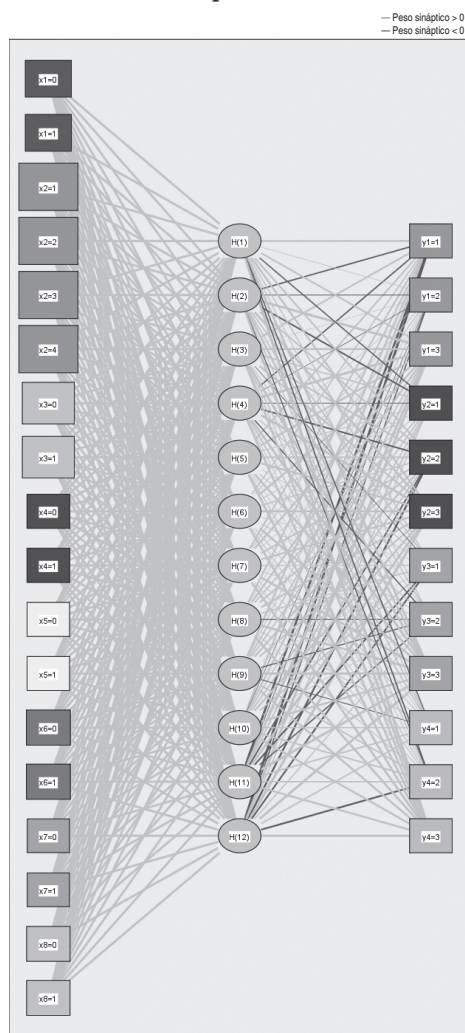 — Peso sináptico > 0
— Peso sináptico < 0
x1=0
x1=1
x2=1
x2=2
x2=3
x2=4
x3=0
x3=1
x4=0
x4=1
x5=0
x5=1
x6=0
x6=1
x7=0
x7=1
x8=0
x8=1
H(1)
H(2)
H(3)
H(4)
H(5)
H(6)
H(7)
H(8)
H(9)
H(10)
H(11)
H(12)
y1=1
y1=2
y1=3
y2=1
y2=2
y2=3
y3=1
y3=2
y3=3
y4=1
y4=2
y4=3